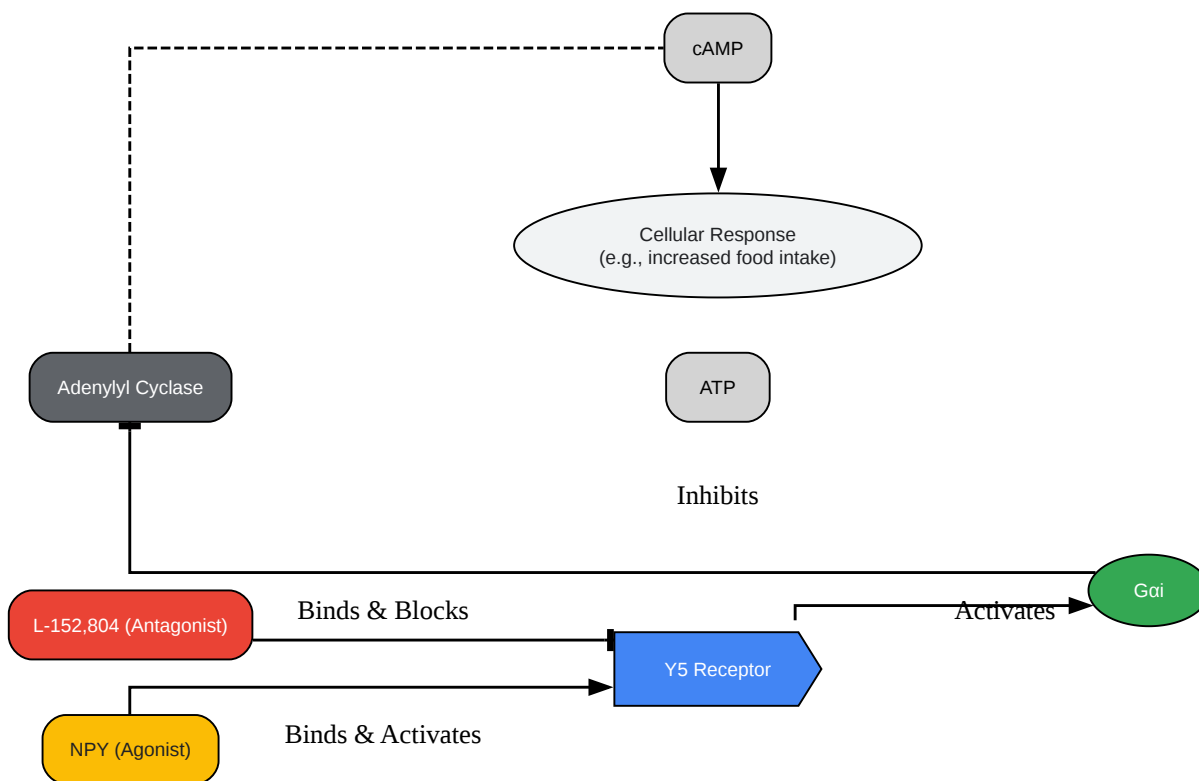 cAMP
Cellular Response
(e.g., increased food intake)
Adenylyl Cyclase
ATP
Inhibits
Gαi
L-152,804 (Antagonist)
Binds & Blocks
Activates
Y5 Receptor
NPY (Agonist)
Binds & Activates